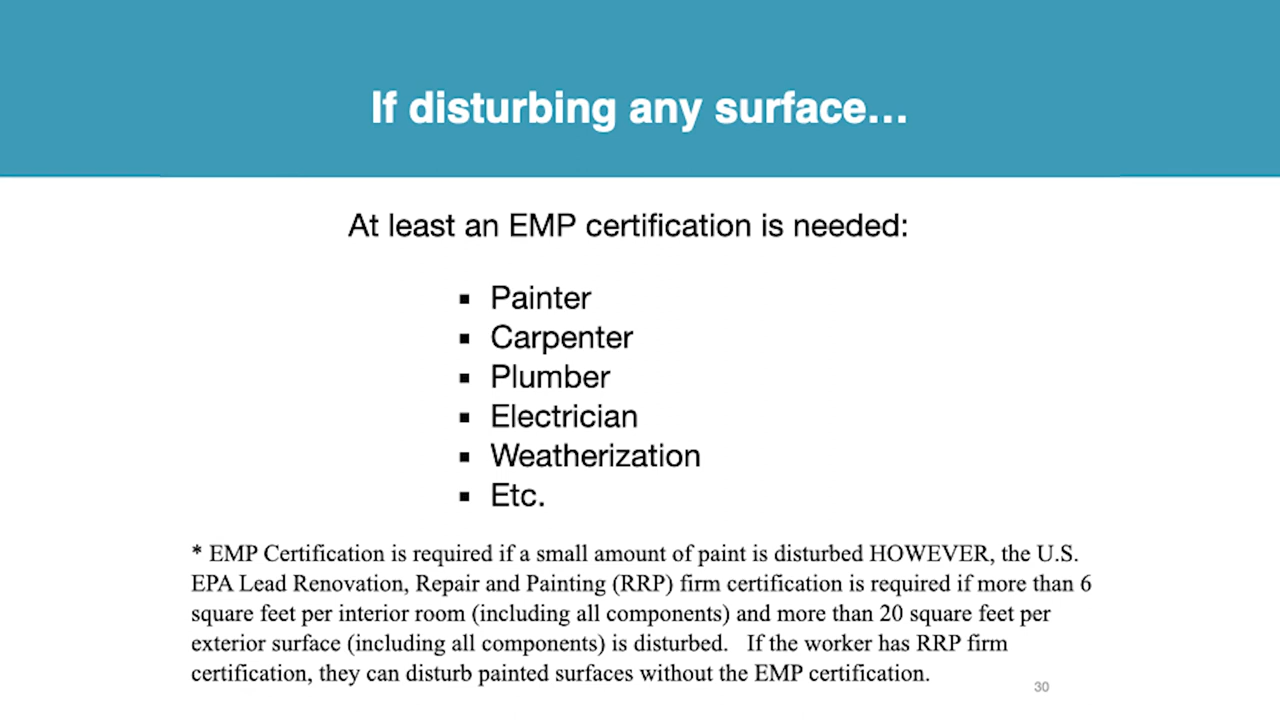 If disturbing any surface...
At least an EMP certification is needed:
▪ Painter
▪ Carpenter
▪ Plumber
▪ Electrician
▪ Weatherization
▪ Etc.
* EMP Certification is required if a small amount of paint is disturbed HOWEVER, the U.S.
EPA Lead Renovation, Repair and Painting (RRP) firm certification is required if more than 6
square feet per interior room (including all components) and more than 20 square feet per
exterior surface (including all components) is disturbed. If the worker has RRP firm
certification, they can disturb painted surfaces without the EMP certification.
30